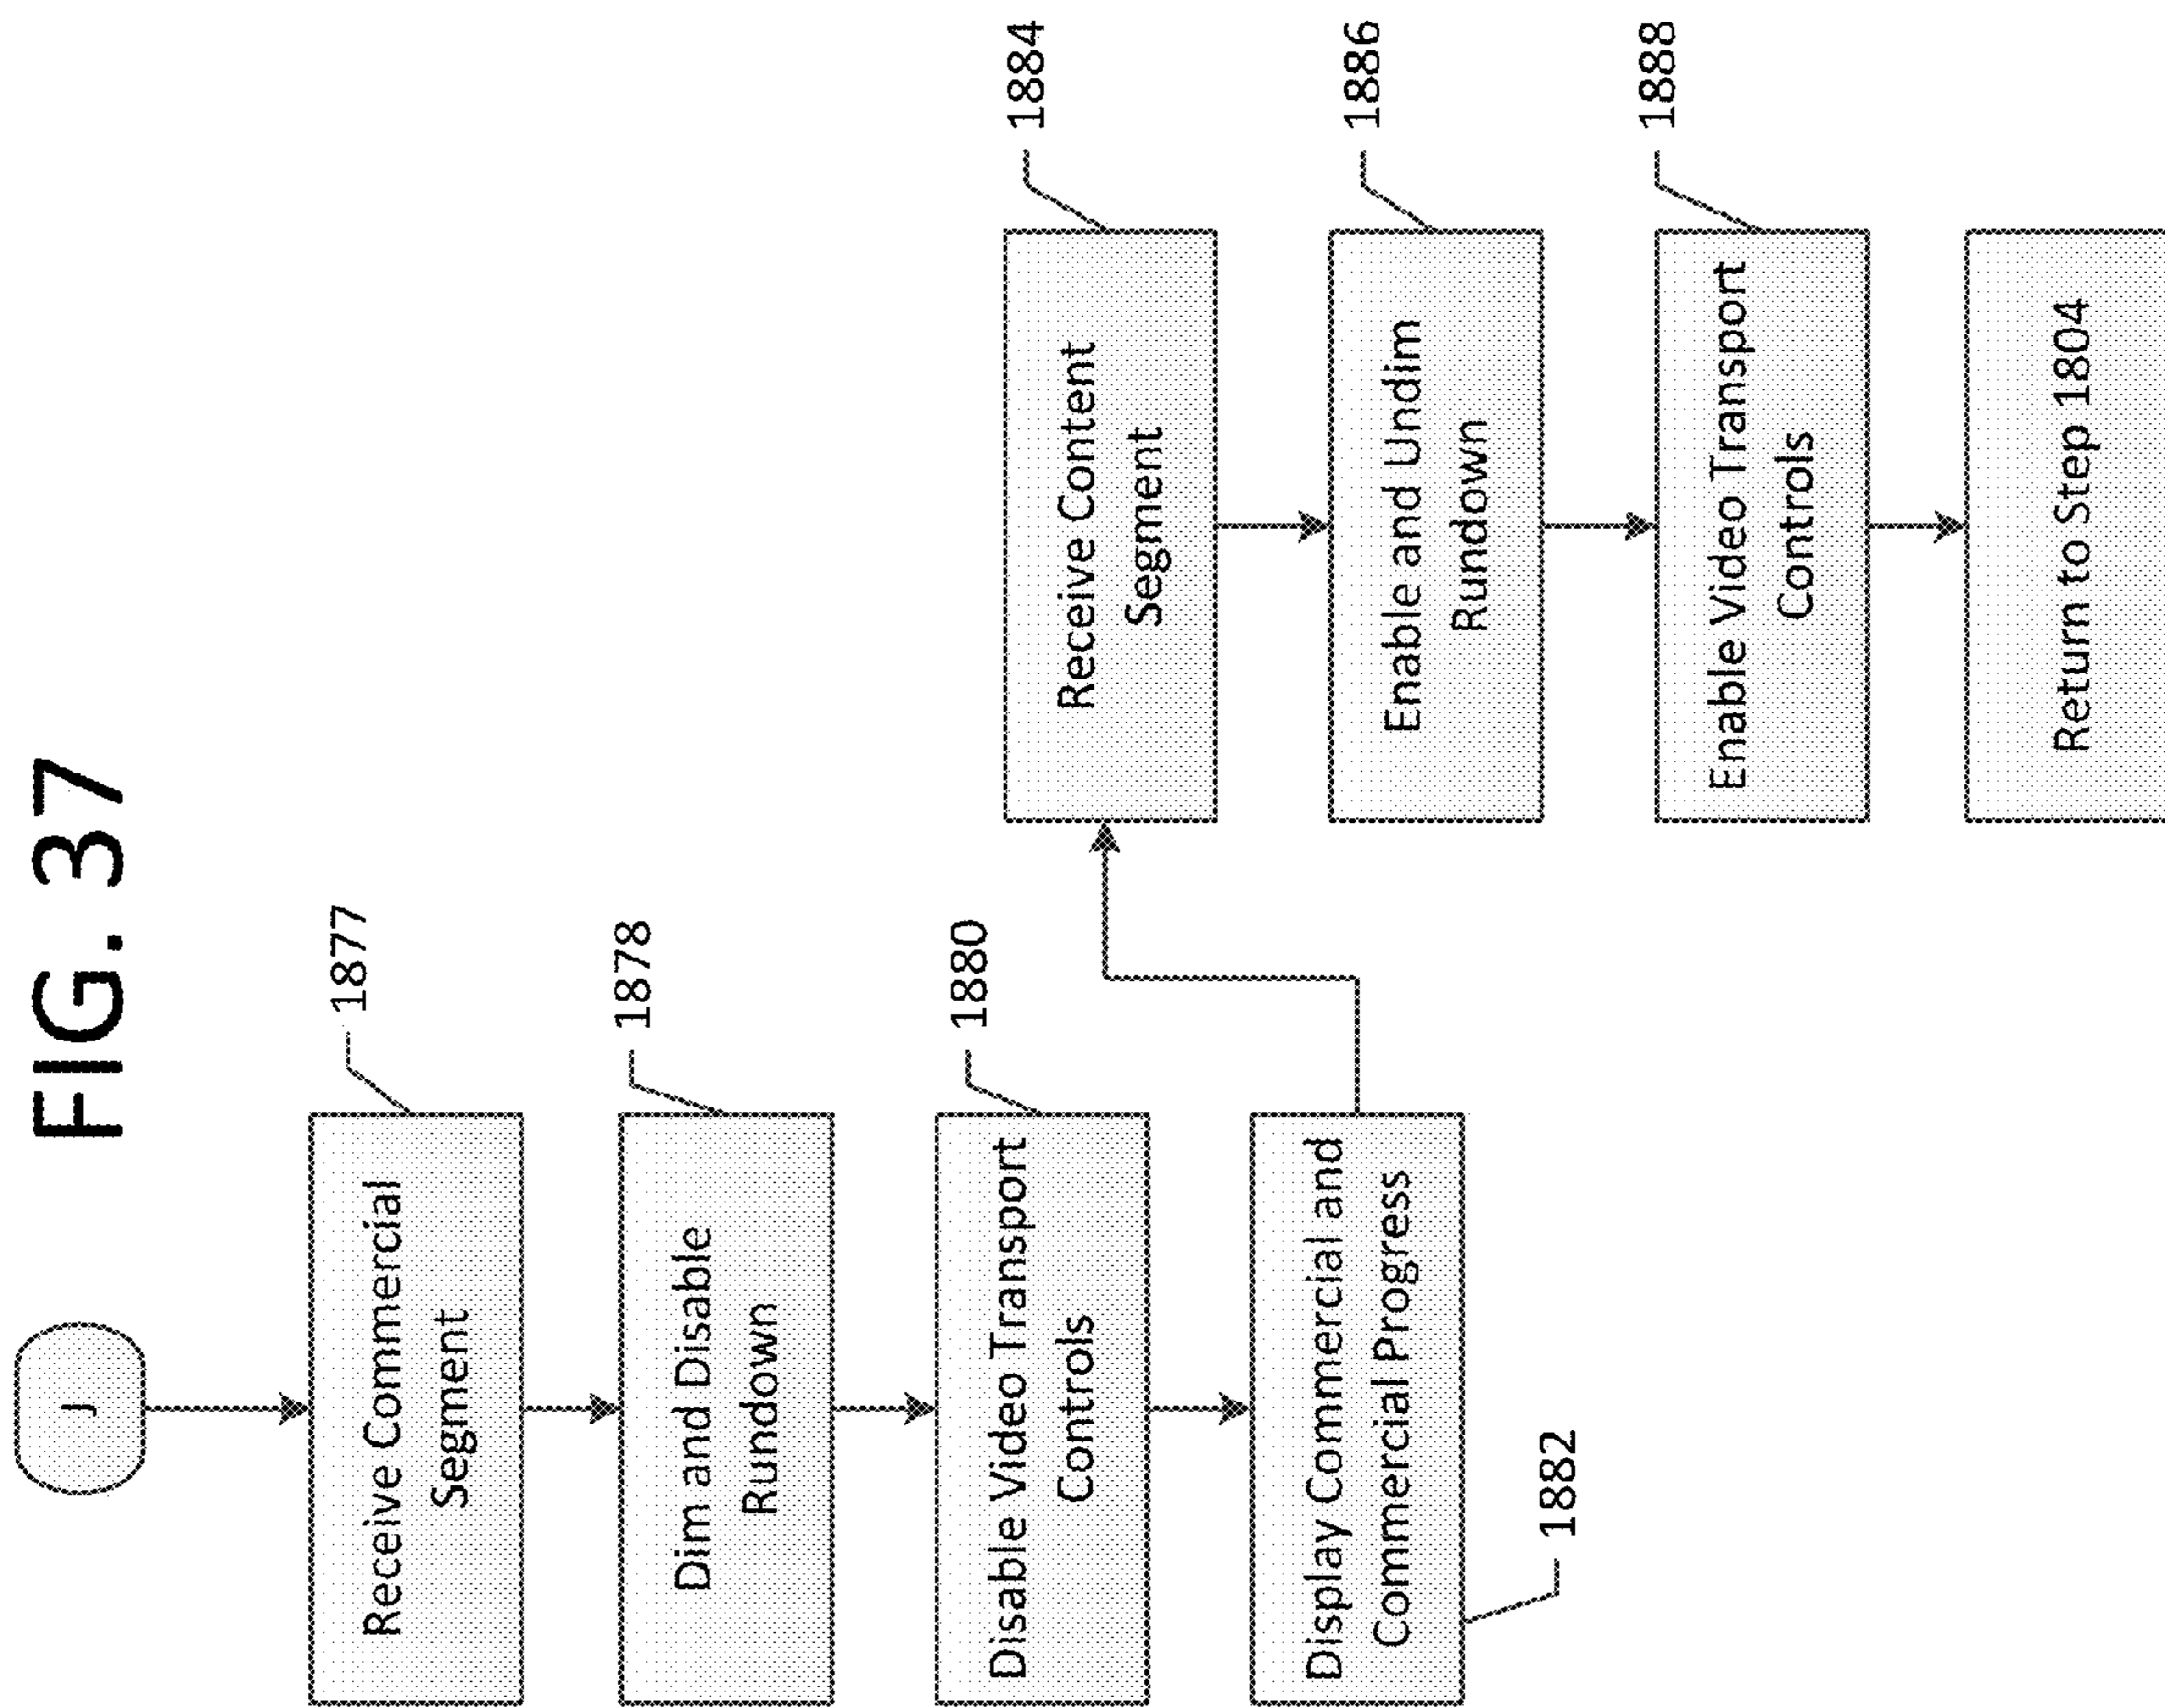 FIG. 37
J
Receive Commercial
Segment
1877
Dim and Disable
Rundown
1878
Disable Video Transport
Controls
1880
Display Commercial and
Commercial Progress
1882
Receive Content
Segment
1884
Enable and Undim
Rundown
1886
Enable Video Transport
Controls
1888
Return to Step 1804